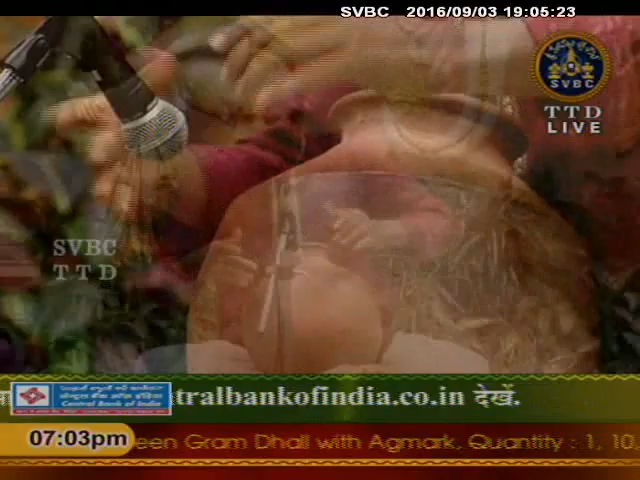 SVBC 2016/09/03 19:05:23
SVBC
TTD
LIVE
SVBC
TTD
Central Bank of India
tralbankofindia.co.in देखें.
07:03pm
een Gram Dhall with Agmark, Quantity : 1, 10,